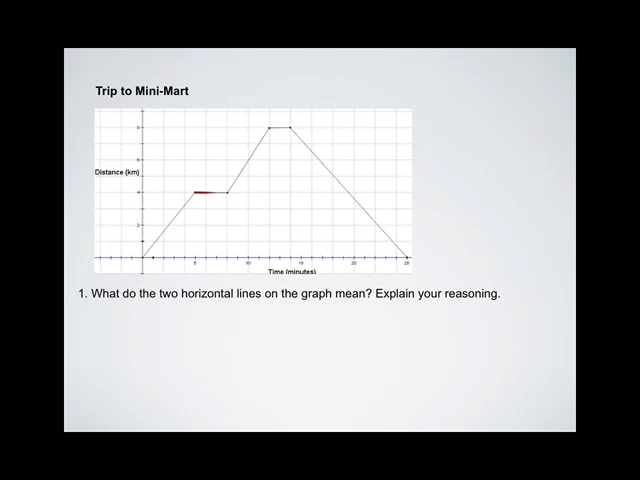 Trip to Mini-Mart
8
6
Distance (km)
4
2
5 10 15 20 25
Time (minutes)
1. What do the two horizontal lines on the graph mean? Explain your reasoning.